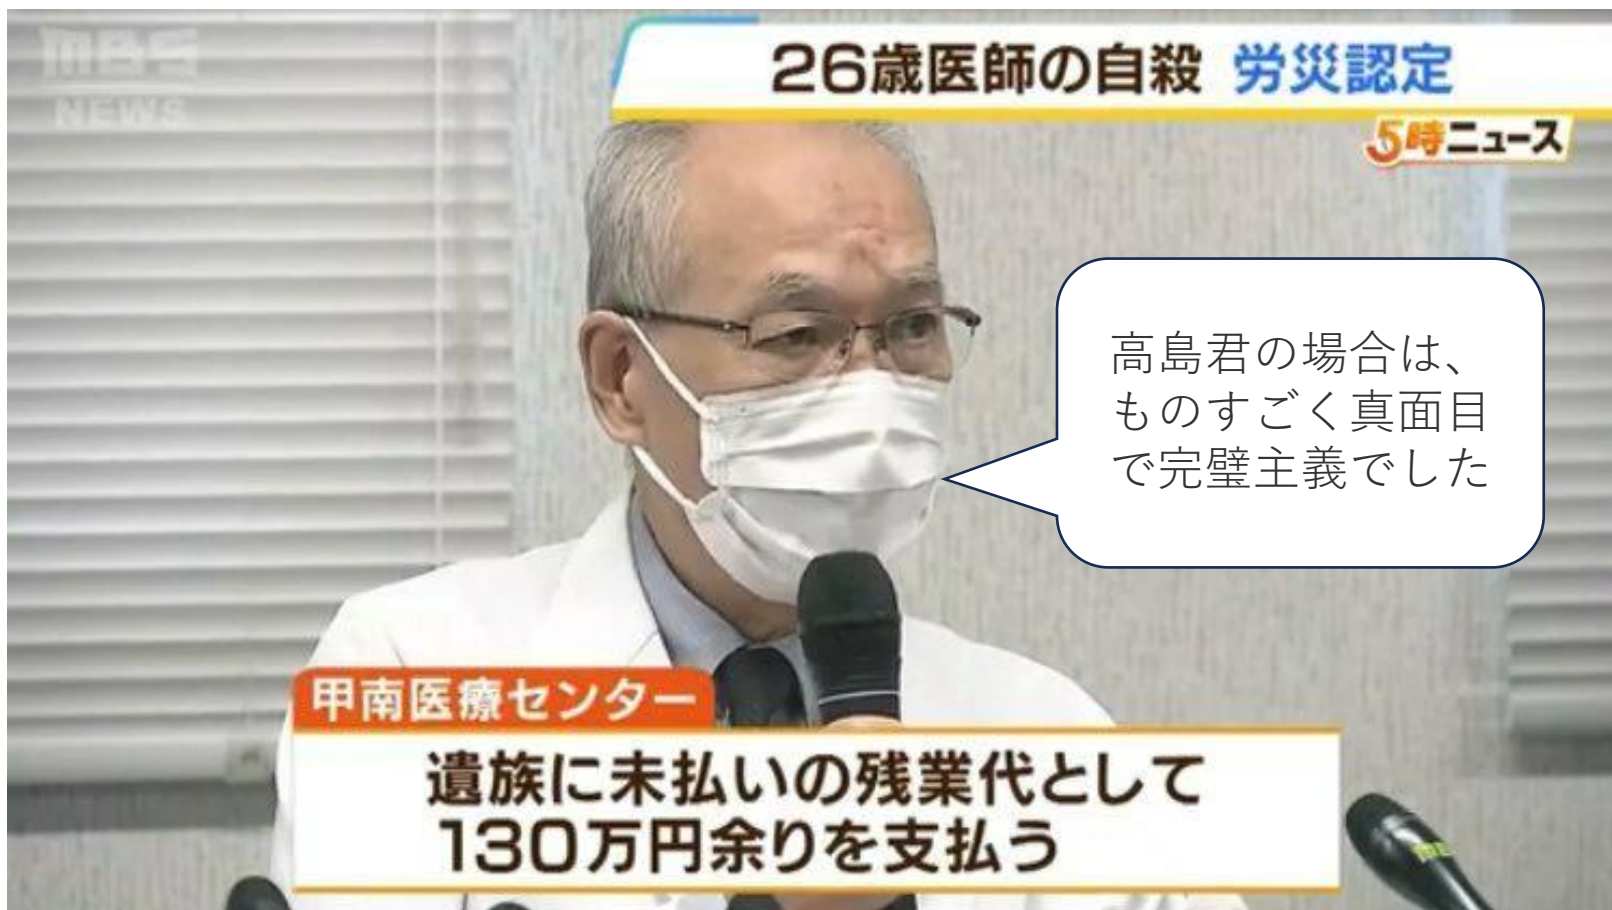 MBS
NEWS
26歳医師の自殺 労災認定
5時ニュース
高島君の場合は、
ものすごく真面目
で完璧主義でした
甲南医療センター
遺族に未払いの残業代として
130万円余りを支払う